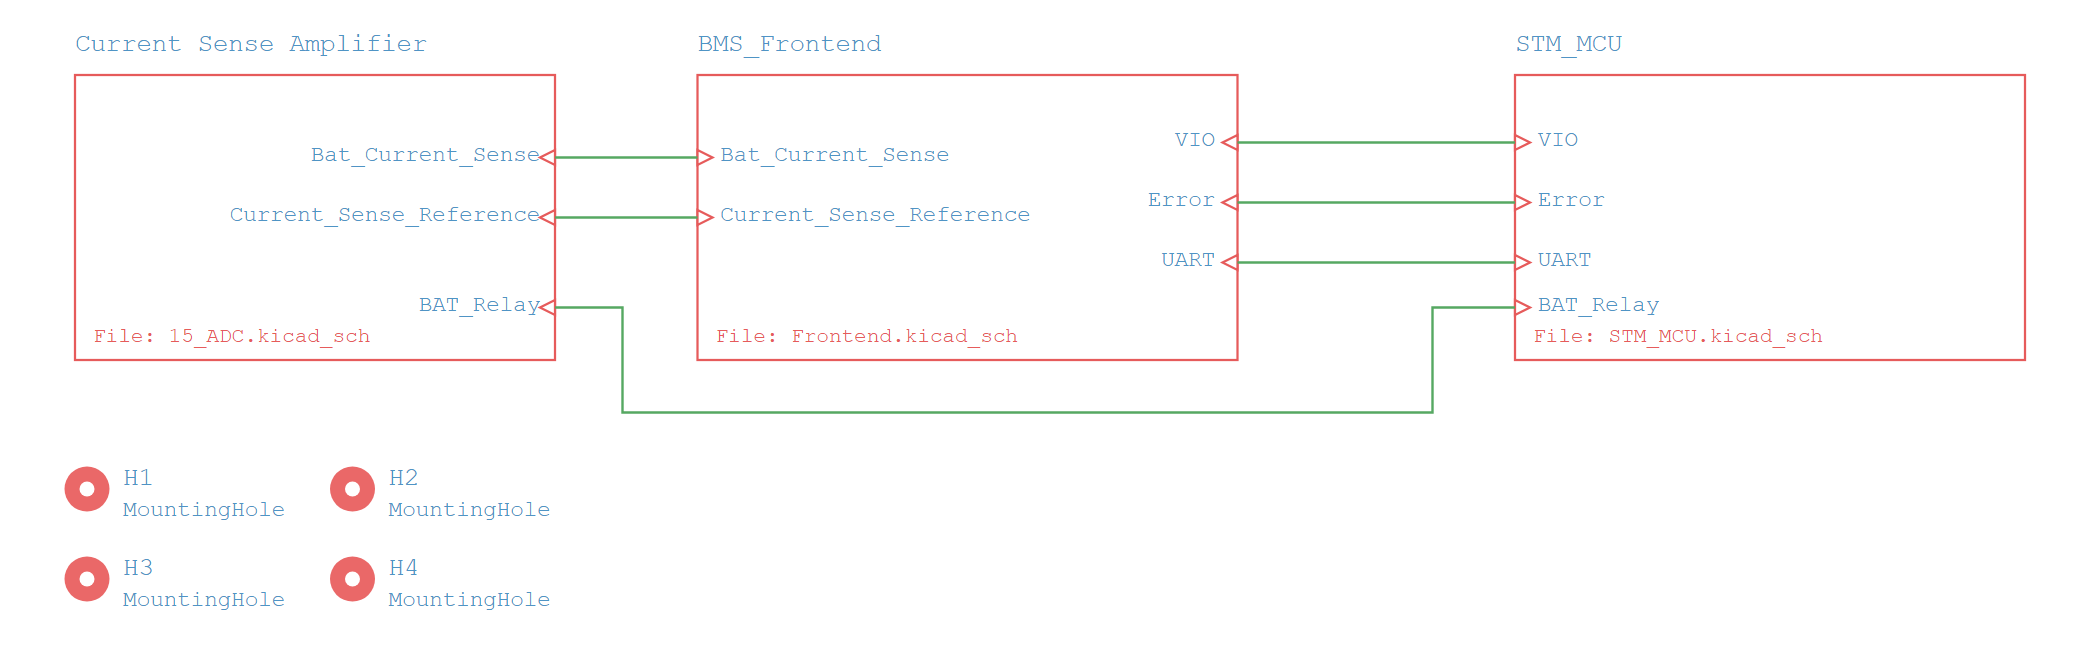 Current Sense Amplifier
Bat_Current_Sense
Current_Sense_Reference
BAT_Relay
File: 15_ADC.kicad_sch
BMS_Frontend
Bat_Current_Sense
Current_Sense_Reference
VIO
Error
UART
File: Frontend.kicad_sch
STM_MCU
VIO
Error
UART
BAT_Relay
File: STM_MCU.kicad_sch
H1
MountingHole
H2
MountingHole
H3
MountingHole
H4
MountingHole